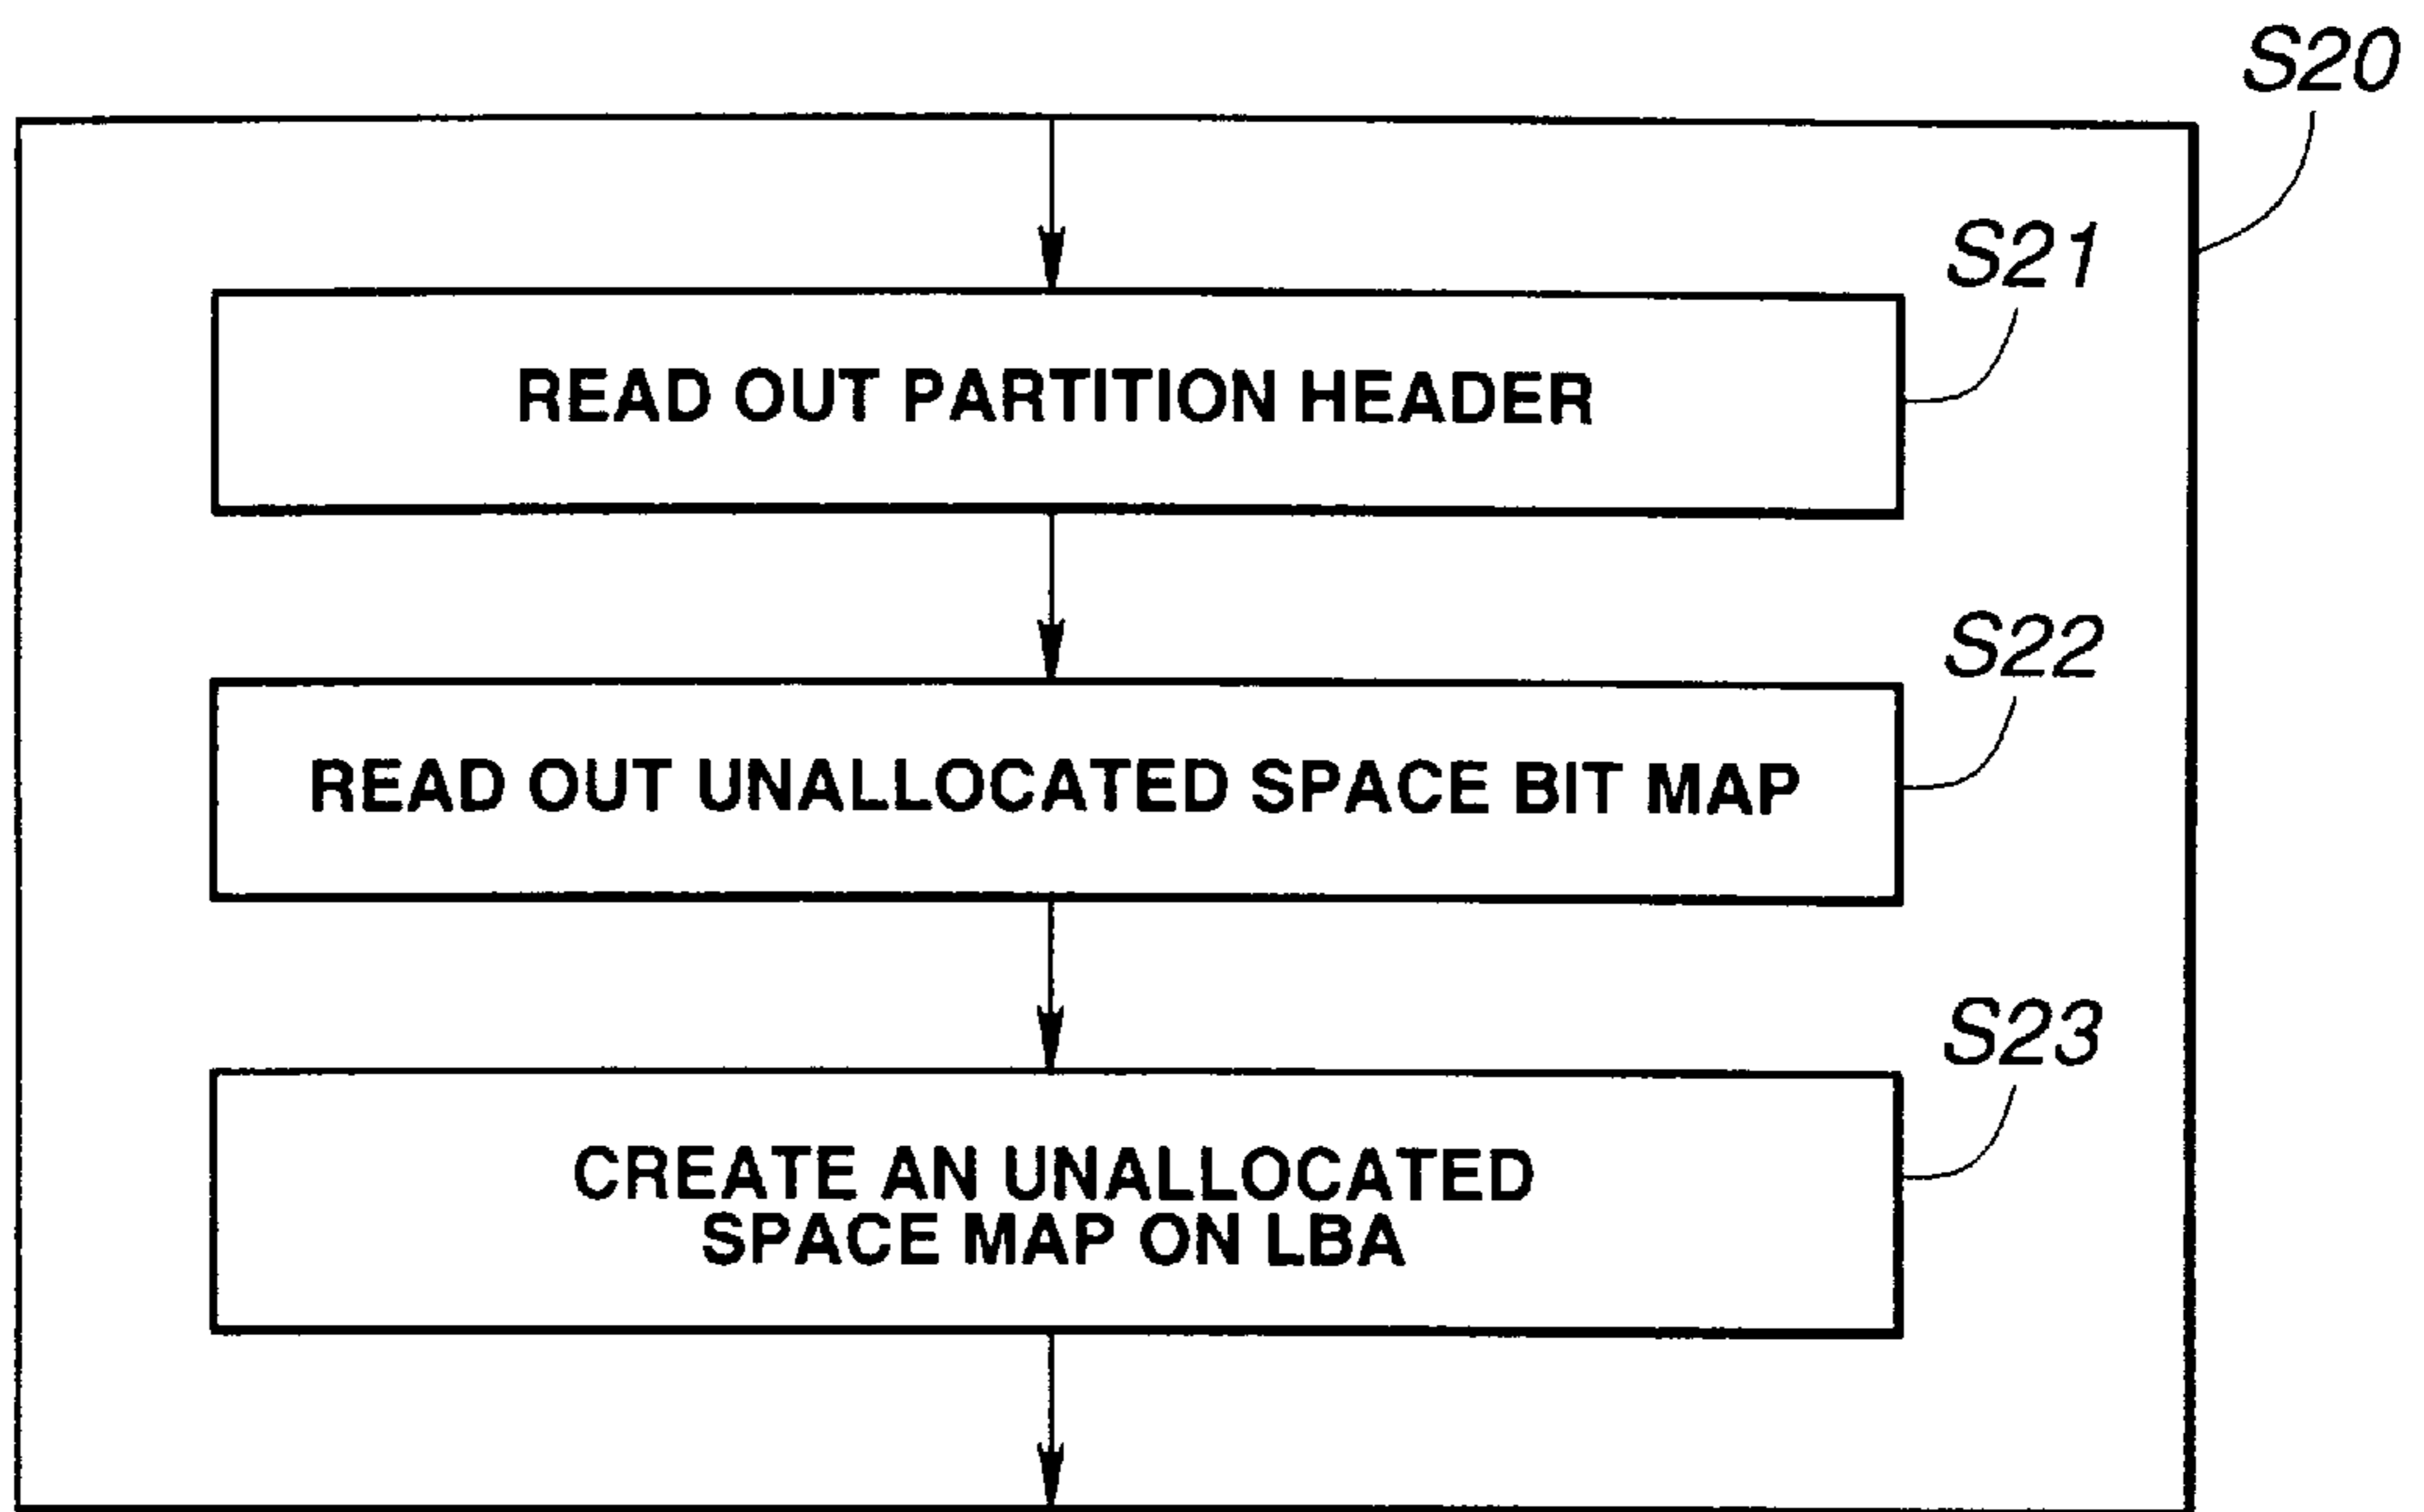 S20
S21
READ OUT PARTITION HEADER
S22
READ OUT UNALLOCATED SPACE BIT MAP
S23
CREATE AN UNALLOCATED
SPACE MAP ON LBA